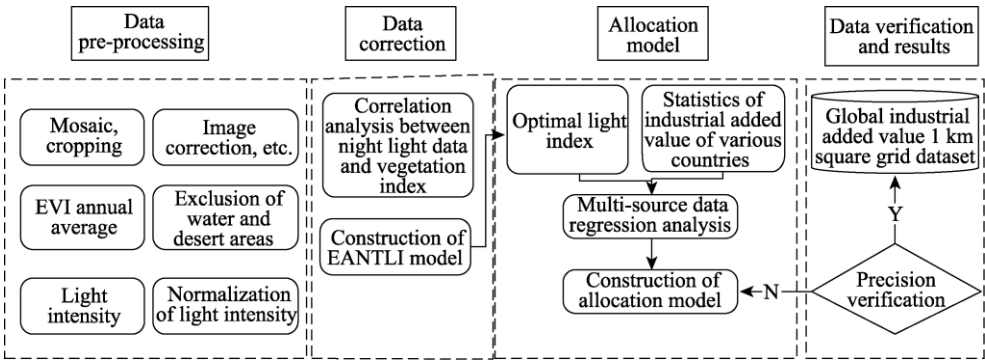 Data
pre-processing
Data
correction
Allocation
model
Data verification
and results
Mosaic,
cropping
Image
correction, etc.
EVI annual
average
Exclusion of
water and
desert areas
Light
intensity
Normalization
of light intensity
Correlation
analysis between
night light data
and vegetation
index
Construction of
EANTLI model
Optimal light
index
Statistics of
industrial added
value of various
countries
Multi-source data
regression analysis
Construction of
allocation model
Global industrial
added value 1 km
square grid dataset
Y
Precision
verification
N